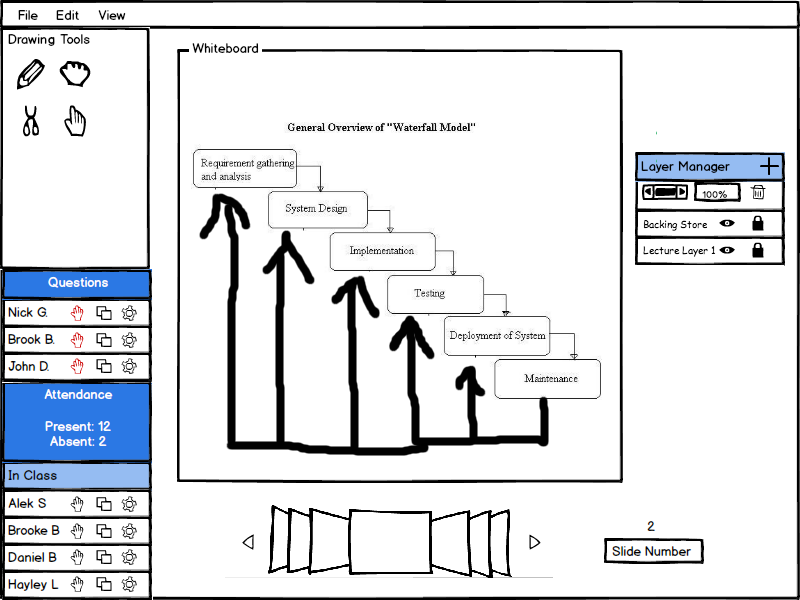 File Edit View
Drawing Tools
Whiteboard
General Overview of "Waterfall Model"
Requirement gathering
and analysis
System Design
Implementation
Testing
Deployment of System
Maintenance
Layer Manager
100%
Backing Store
Lecture Layer 1
Questions
Nick G.
Brook B.
John D.
Attendance
Present: 12
Absent: 2
In Class
Alek S
Brooke B
Daniel B
Hayley L
2
Slide Number